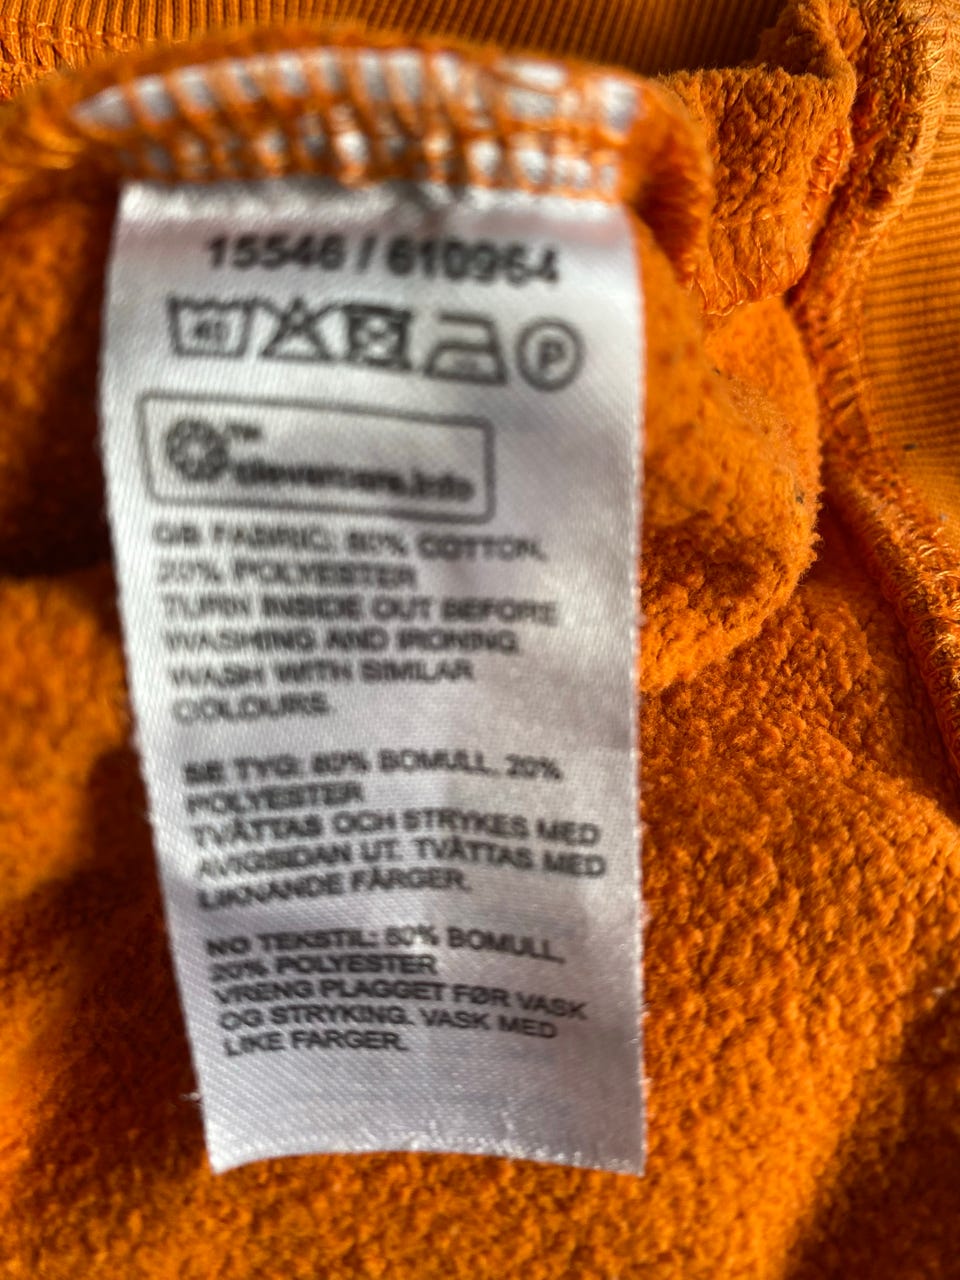 15546 / 610964
40
P
clevercare.info
GB FABRIC: 80% COTTON,
20% POLYESTER
TURN INSIDE OUT BEFORE
WASHING AND IRONING.
WASH WITH SIMILAR
COLOURS.
SE TYG: 80% BOMULL, 20%
POLYESTER
TVÄTTAS OCH STRYKES MED
AVIGSIDAN UT. TVÄTTAS MED
LIKNANDE FÄRGER.
NO TEKSTIL: 80% BOMULL,
20% POLYESTER
VRENG PLAGGET FØR VASK
OG STRYKING. VASK MED
LIKE FARGER.